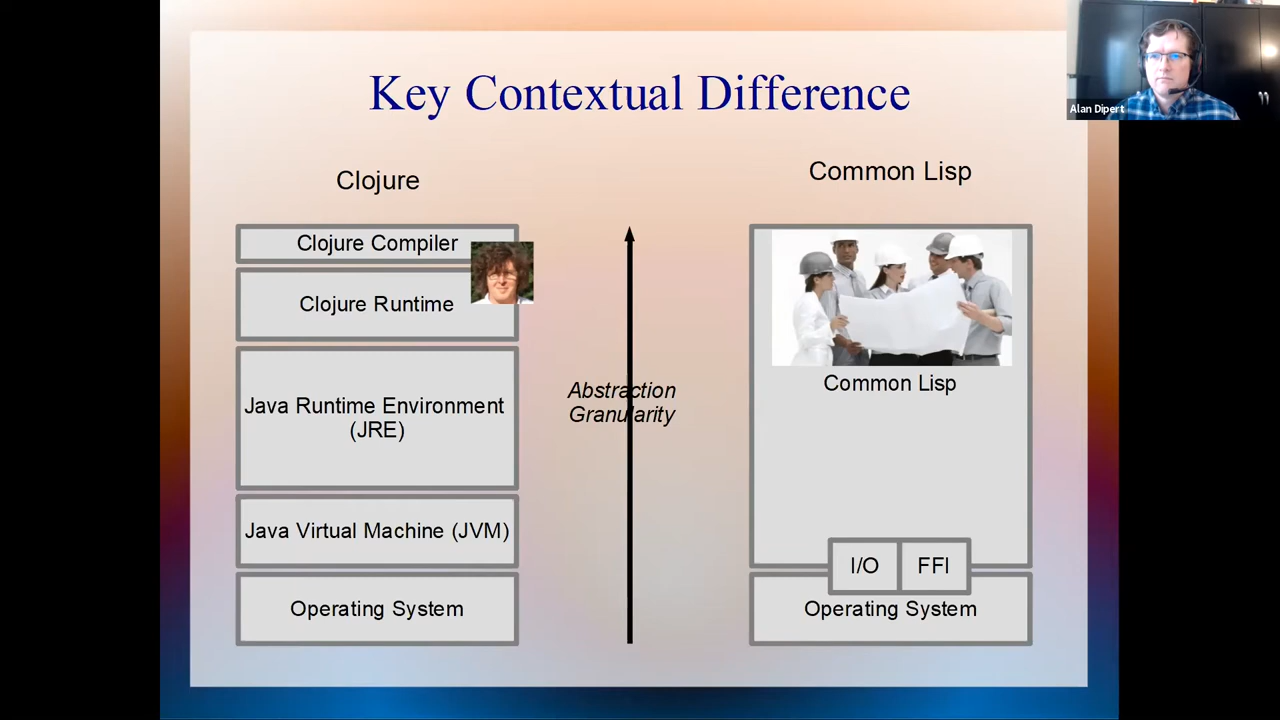 Key Contextual Difference
Alan Dipert
Clojure
Common Lisp
Clojure Compiler
Clojure Runtime
Java Runtime Environment
(JRE)
Java Virtual Machine (JVM)
Operating System
Abstraction
Granularity
Common Lisp
I/O
FFI
Operating System